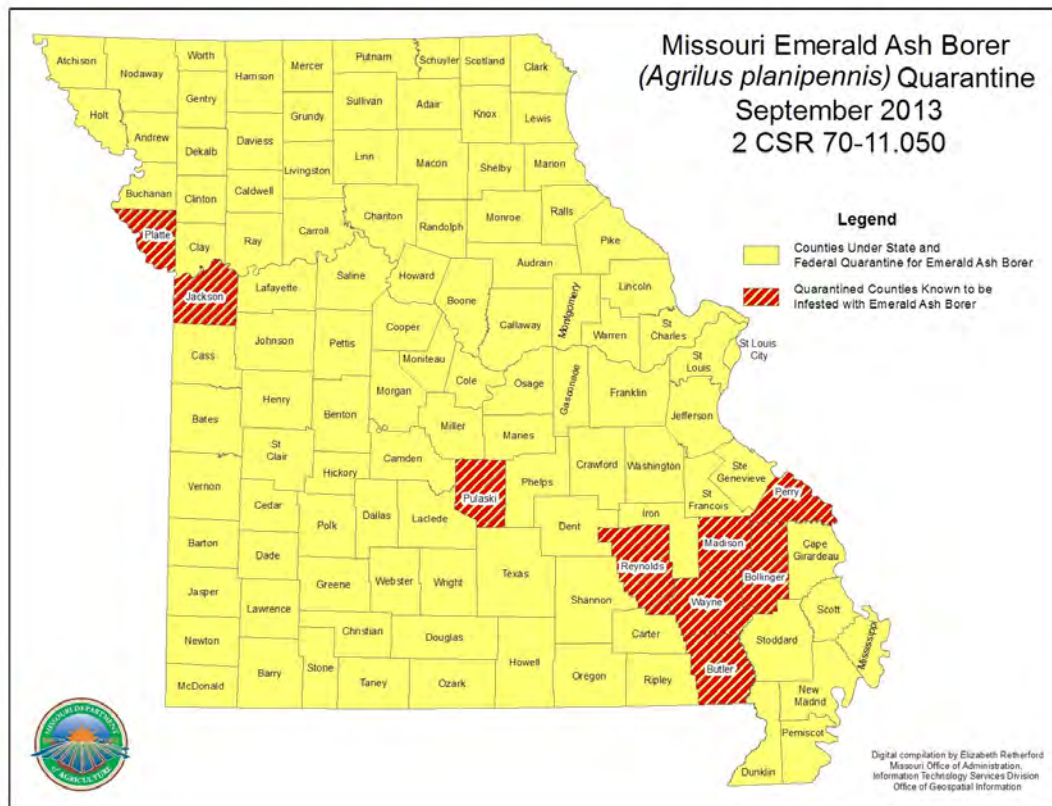 Missouri Emerald Ash Borer
(Agrilus planipennis) Quarantine
September 2013
2 CSR 70-11.050
Legend
Counties Under State and
Federal Quarantine for Emerald Ash Borer
Quarantined Counties Known to be
Infested with Emerald Ash Borer
Atchison
Nodaway
Worth
Harrison
Mercer
Putnam
Schuyler
Scotland
Clark
Holt
Gentry
Sullivan
Adair
Knox
Lewis
Andrew
Dekalb
Daviess
Grundy
Linn
Macon
Shelby
Marion
Livingston
Buchanan
Clinton
Caldwell
Chariton
Randolph
Monroe
Ralls
Pike
Platte
Clay
Ray
Carroll
Saline
Howard
Audrain
Jackson
Lafayette
Boone
Callaway
Montgomery
Lincoln
Warren
St
Charles
St Louis
City
St
Louis
Cass
Johnson
Pettis
Cooper
Moniteau
Cole
Osage
Gasconade
Franklin
Jefferson
Bates
Henry
Benton
Morgan
Miller
Maries
St
Clair
Camden
Crawford
Washington
Ste
Genevieve
Vernon
Hickory
Pulaski
Phelps
St
Francois
Perry
Cedar
Polk
Dallas
Laclede
Dent
Iron
Madison
Cape
Girardeau
Barton
Dade
Reynolds
Bollinger
Jasper
Greene
Webster
Wright
Texas
Shannon
Wayne
Scott
Lawrence
Christian
Douglas
Carter
Stoddard
Mississippi
Newton
McDonald
Barry
Stone
Taney
Ozark
Howell
Oregon
Ripley
Butler
New
Madrid
Pemiscot
Dunklin
MISSOURI DEPARTMENT
of AGRICULTURE
Digital compilation by Elizabeth Retherford
Missouri Office of Administration,
Information Technology Services Division
Office of Geospatial Information